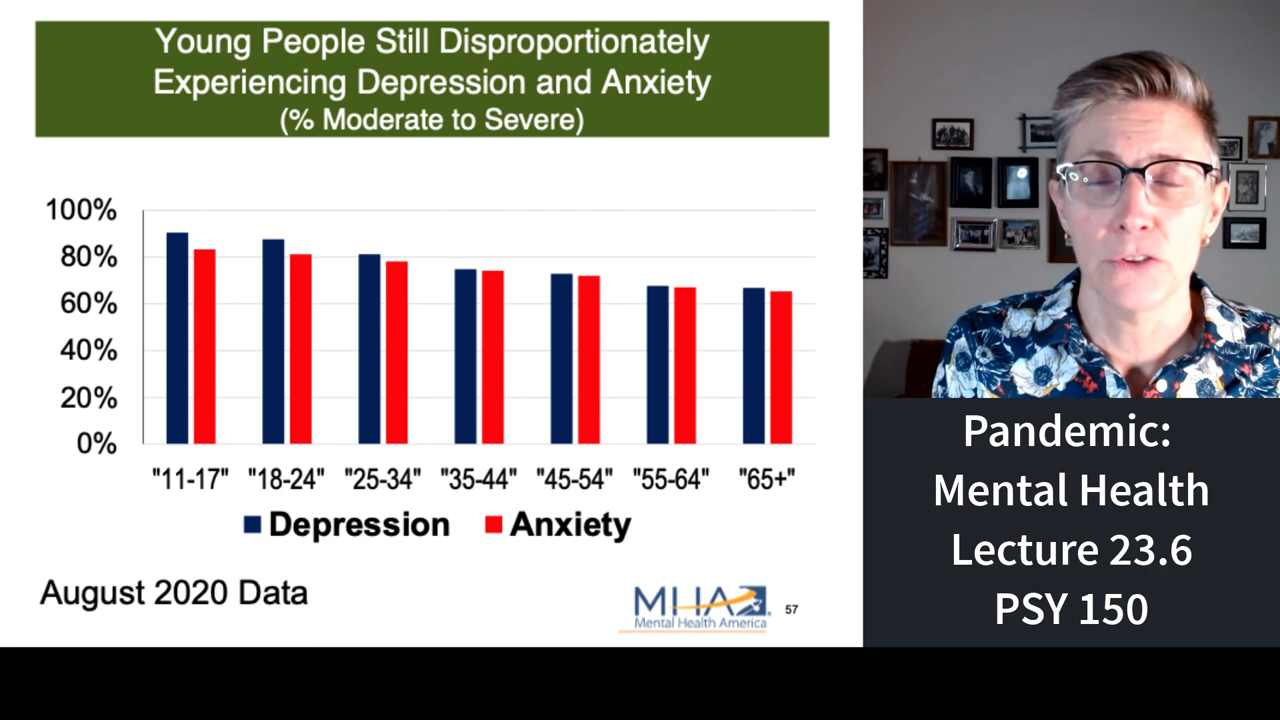 Young People Still Disproportionately
Experiencing Depression and Anxiety
(% Moderate to Severe)
100%
80%
60%
40%
20%
0%
"11-17" "18-24" "25-34" "35-44" "45-54" "55-64" "65+"
Depression Anxiety
August 2020 Data
MHA
Mental Health America
57
Pandemic:
Mental Health
Lecture 23.6
PSY 150